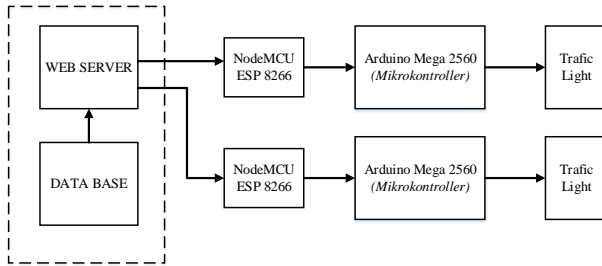 WEB SERVER
DATA BASE
NodeMCU
ESP 8266
Arduino Mega 2560
(Mikrokontroller)
Trafic
Light
NodeMCU
ESP 8266
Arduino Mega 2560
(Mikrokontroller)
Trafic
Light